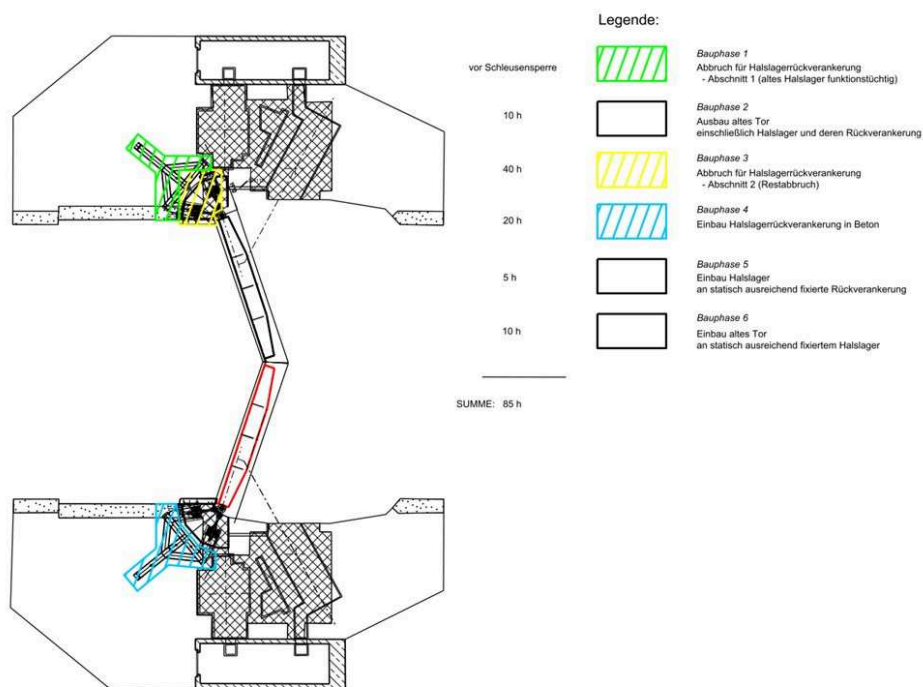 Legende:
vor Schleusensperre
Bauphase 1
Abbruch für Halslagerrückverankerung
- Abschnitt 1 (altes Halslager funktionstüchtig)
10 h
Bauphase 2
Ausbau altes Tor
einschließlich Halslager und deren Rückverankerung
40 h
Bauphase 3
Abbruch für Halslagerrückverankerung
- Abschnitt 2 (Restabbruch)
20 h
Bauphase 4
Einbau Halslagerrückverankerung in Beton
5 h
Bauphase 5
Einbau Halslager
an statisch ausreichend fixierte Rückverankerung
10 h
Bauphase 6
Einbau altes Tor
an statisch ausreichend fixiertem Halslager
SUMME: 85 h